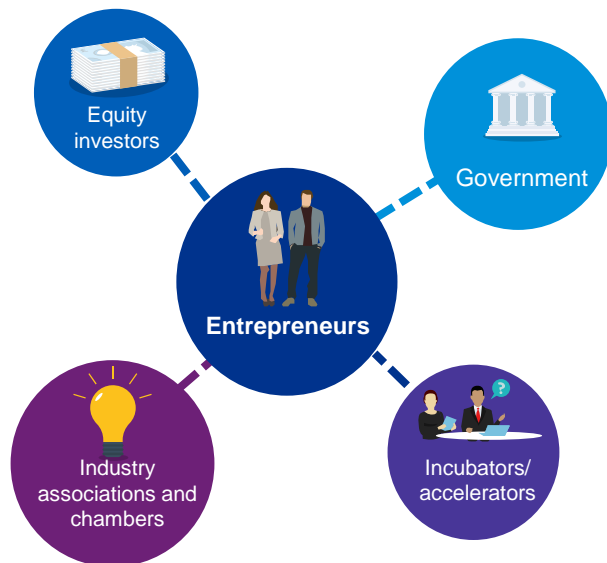 Equity
investors
Government
Entrepreneurs
Industry
associations and
chambers
?
Incubators/
accelerators